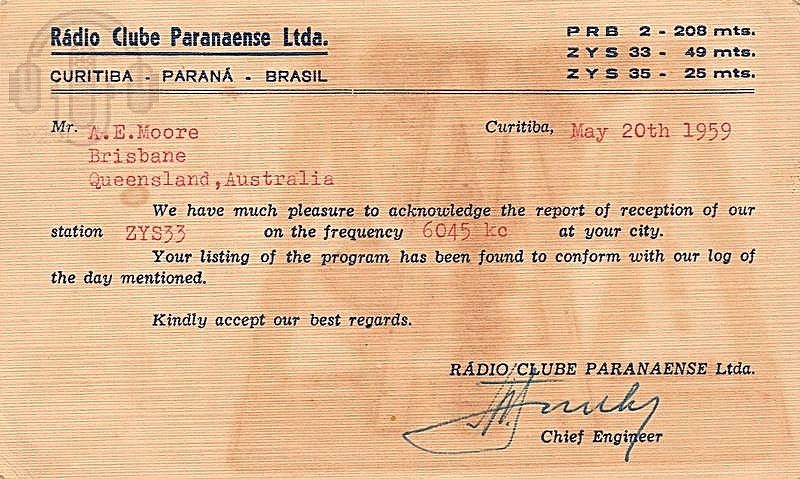 Rádio Clube Paranaense Ltda.
CURITIBA - PARANÁ - BRASIL
PRB 2 - 208 mts.
ZYS 33 - 49 mts.
ZYS 35 - 25 mts.
Mr. A.E.Moore
Brisbane
Queensland,Australia
Curitiba, May 20th 1959
We have much pleasure to acknowledge the report of reception of our
station ZYS33 on the frequency 6045 kc at your city.
Your listing of the program has been found to conform with our log of
the day mentioned.
Kindly accept our best regards.
RÁDIO CLUBE PARANAENSE Ltda.
Chief Engineer